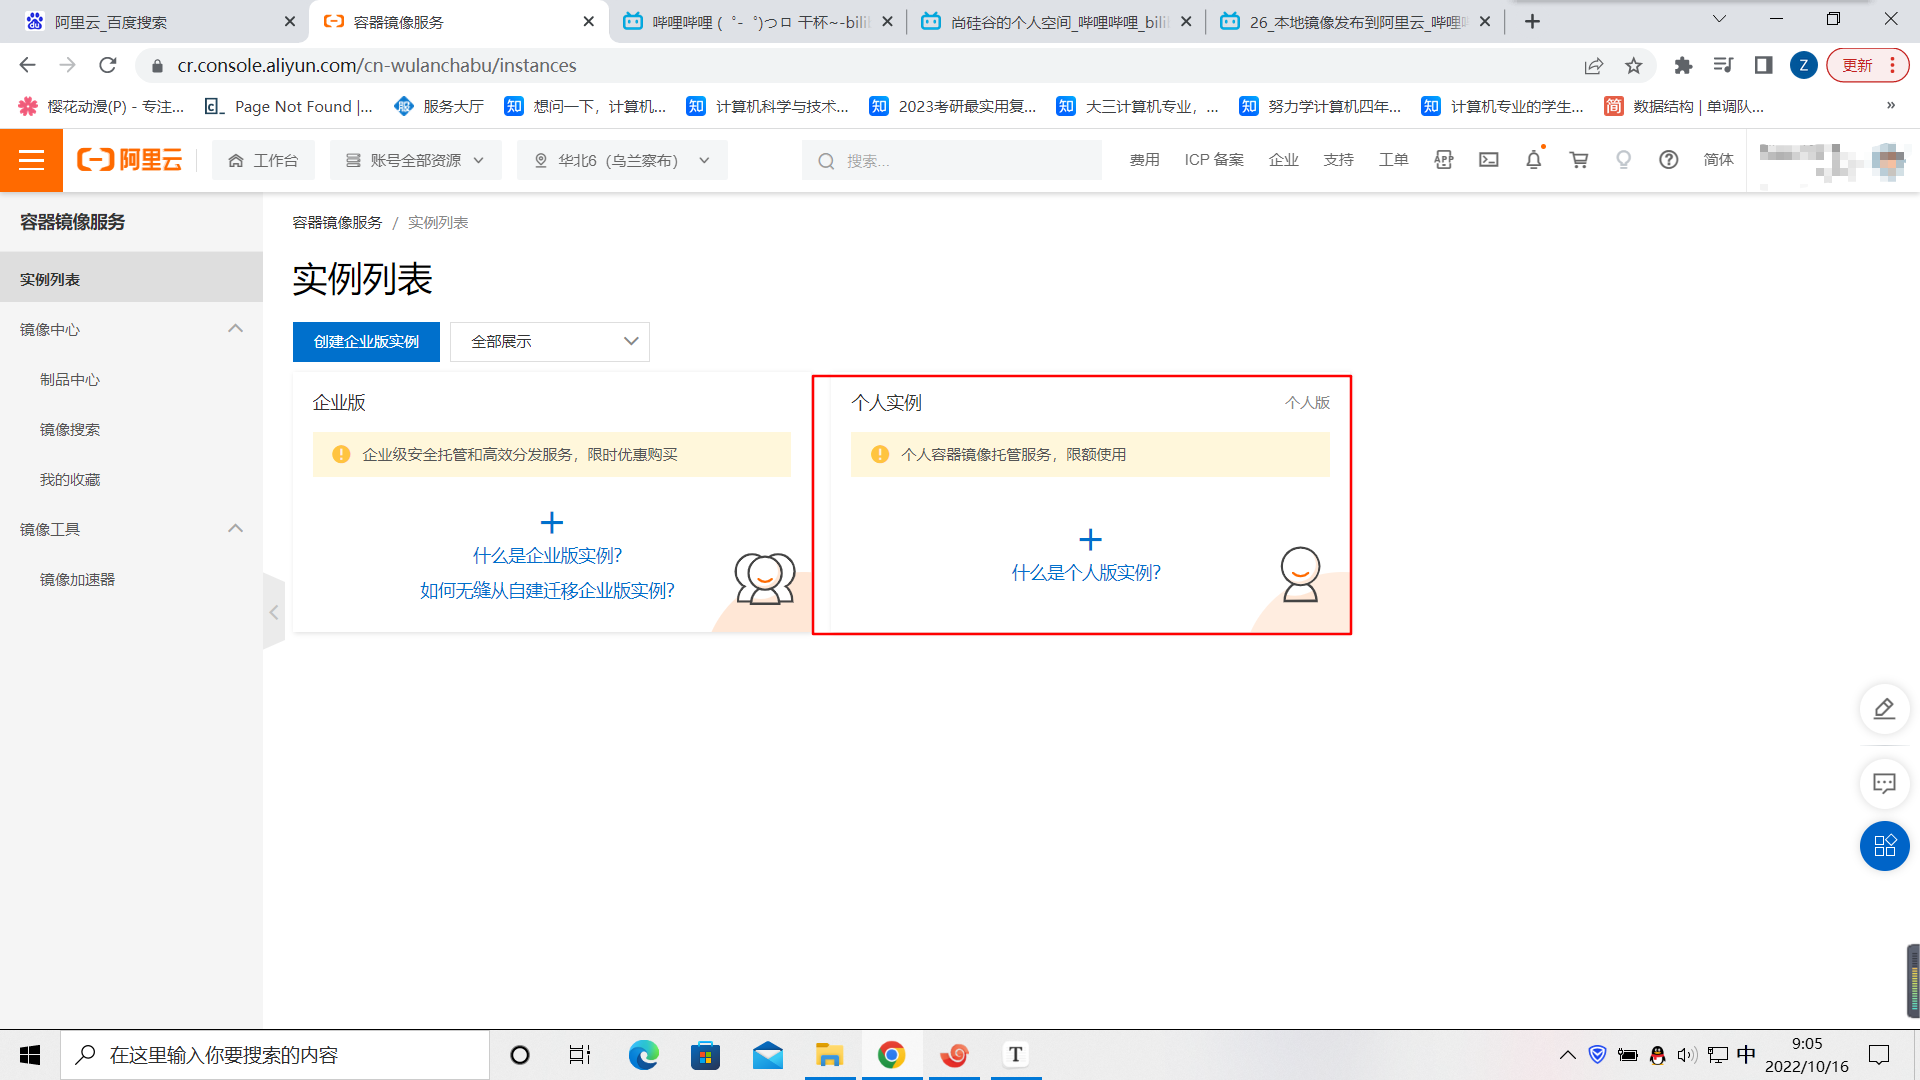 阿里云_百度搜索
容器镜像服务
哔哩哔哩 (゜-゜)つロ 干杯~-bili
尚硅谷的个人空间_哔哩哔哩_bili
26_本地镜像发布到阿里云_哔哩
cr.console.aliyun.com/cn-wulanchabu/instances
Z
更新
樱花动漫(P) - 专注...
Page Not Found |...
服务大厅
想问一下，计算机...
计算机科学与技术...
2023考研最实用复...
大三计算机专业，...
努力学计算机四年...
计算机专业的学生...
数据结构 | 单调队...
»
阿里云
工作台
账号全部资源
华北6（乌兰察布）
搜索...
费用
ICP 备案
企业
支持
工单
APP
简体
容器镜像服务
实例列表
镜像中心
制品中心
镜像搜索
我的收藏
镜像工具
镜像加速器
容器镜像服务 / 实例列表
实例列表
创建企业版实例
全部展示
企业版
企业级安全托管和高效分发服务，限时优惠购买
什么是企业版实例?
如何无缝从自建迁移企业版实例?
个人实例
个人版
个人容器镜像托管服务，限额使用
什么是个人版实例?
在这里输入你要搜索的内容
T
中
9:05
2022/10/16